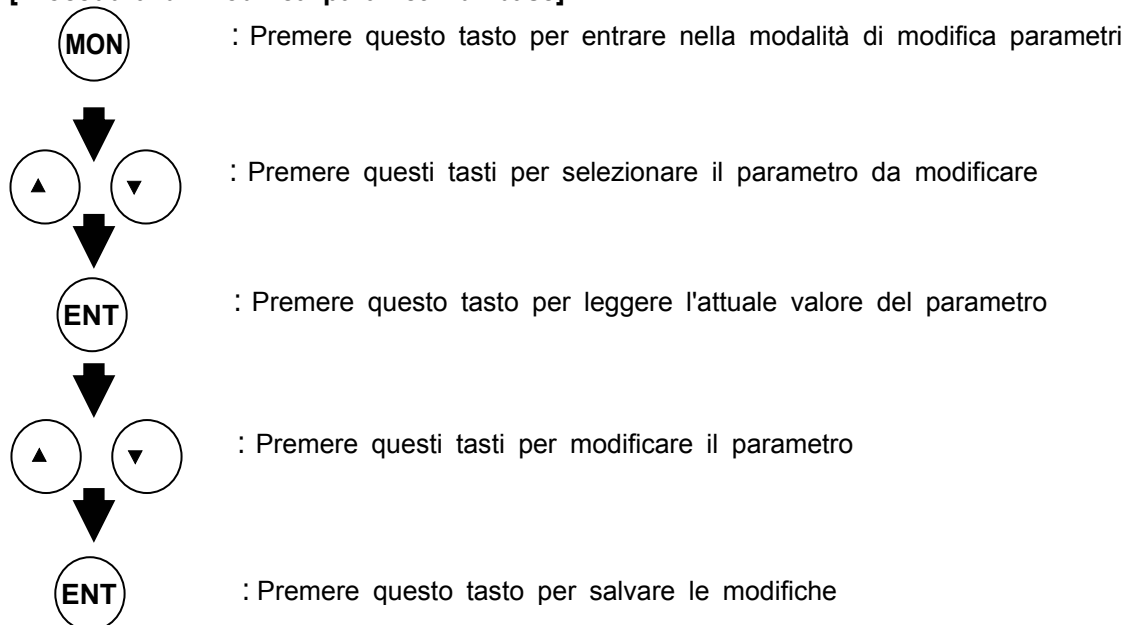 MON : Premere questo tasto per entrare nella modalità di modifica parametri
▲ ▼ : Premere questi tasti per selezionare il parametro da modificare
ENT : Premere questo tasto per leggere l'attuale valore del parametro
▲ ▼ : Premere questi tasti per modificare il parametro
ENT : Premere questo tasto per salvare le modifiche